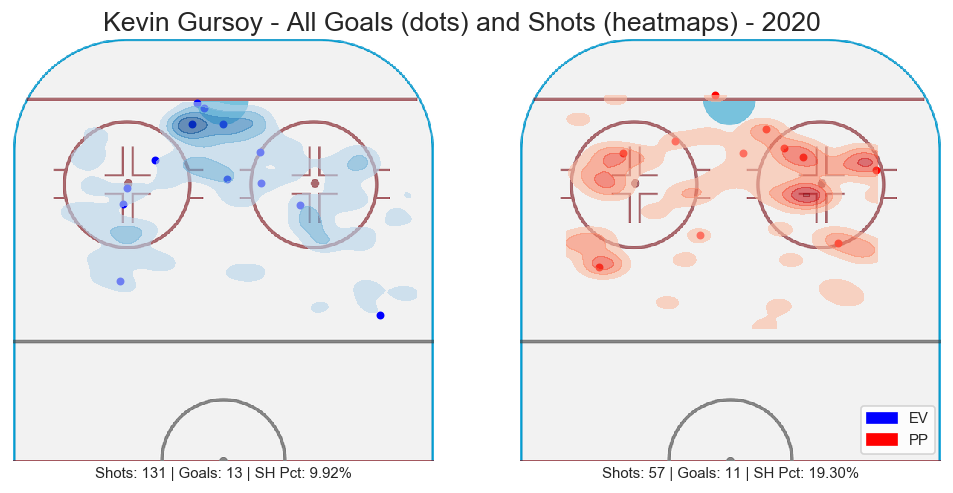 Kevin Gursoy - All Goals (dots) and Shots (heatmaps) - 2020
EV
PP
Shots: 131 | Goals: 13 | SH Pct: 9.92%
Shots: 57 | Goals: 11 | SH Pct: 19.30%